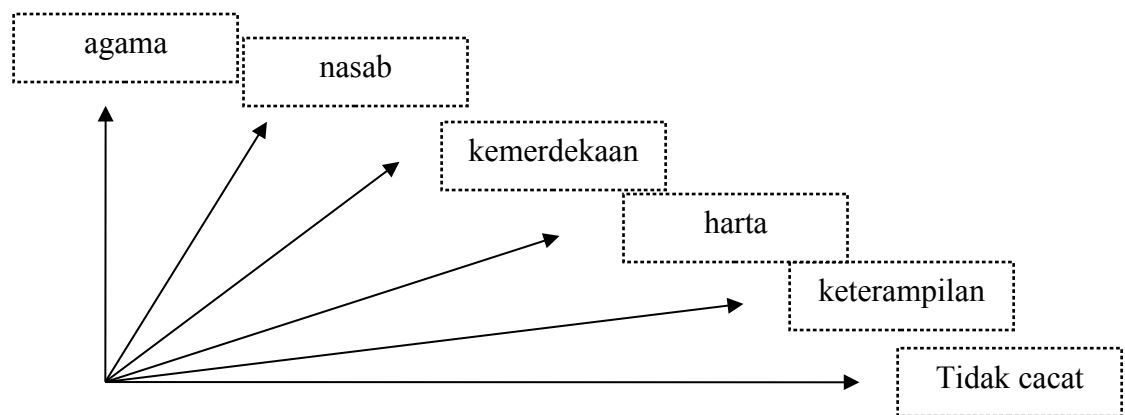 agama
nasab
kemerdekaan
harta
keterampilan
Tidak cacat